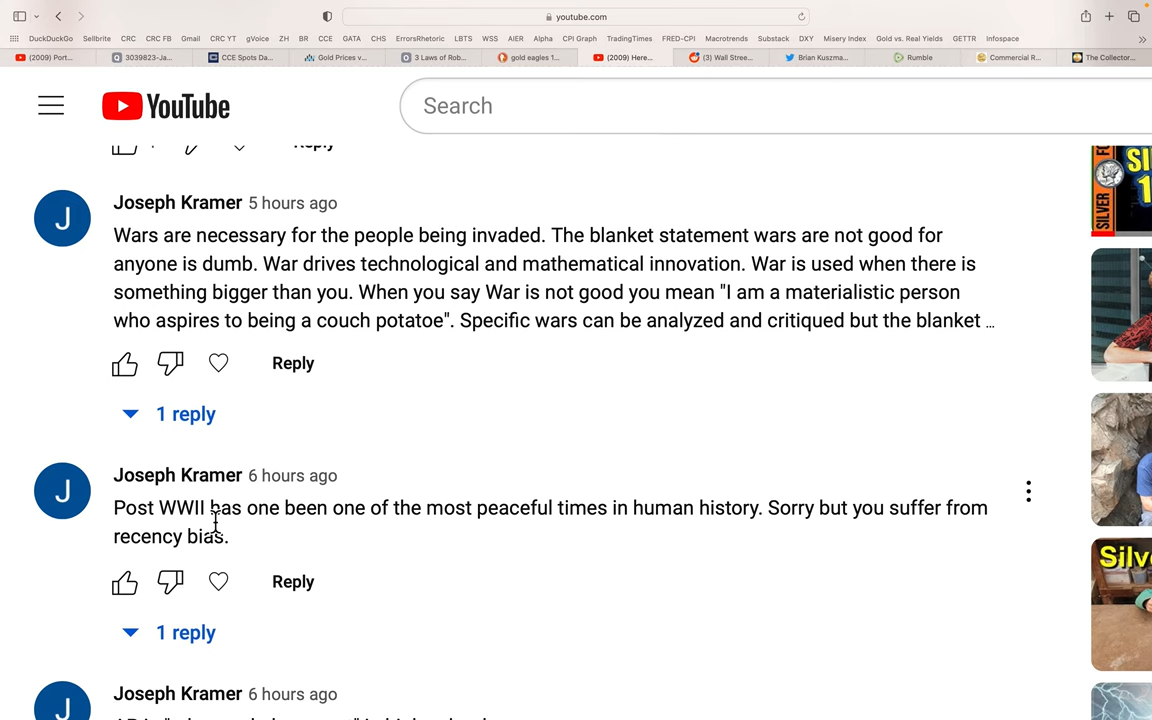 youtube.com
DuckDuckGo Sellbrite CRC CRC FB Gmail CRC YT gVoice ZH BR CCE GATA CHS ErrorsRhetoric LBTS WSS AIER Alpha CPI Graph TradingTimes FRED-CPI Macrotrends Substack DXY Misery Index Gold vs. Real Yields GETTR Infospace
(2009) Port... 3039823-Ja... CCE Spots Da... Gold Prices v... 3 Laws of Rob... gold eagles 1... (2009) Here... (3) Wall Stree... Brian Kuszma... Rumble Commercial R... The Collector...
YouTube
Search
Reply
Joseph Kramer 5 hours ago
Wars are necessary for the people being invaded. The blanket statement wars are not good for
anyone is dumb. War drives technological and mathematical innovation. War is used when there is
something bigger than you. When you say War is not good you mean "I am a materialistic person
who aspires to being a couch potatoe". Specific wars can be analyzed and critiqued but the blanket ...
Reply
1 reply
J
Joseph Kramer 6 hours ago
Post WWII has one been one of the most peaceful times in human history. Sorry but you suffer from
recency bias.
Reply
1 reply
J
Joseph Kramer 6 hours ago
J
SILVER
Silv